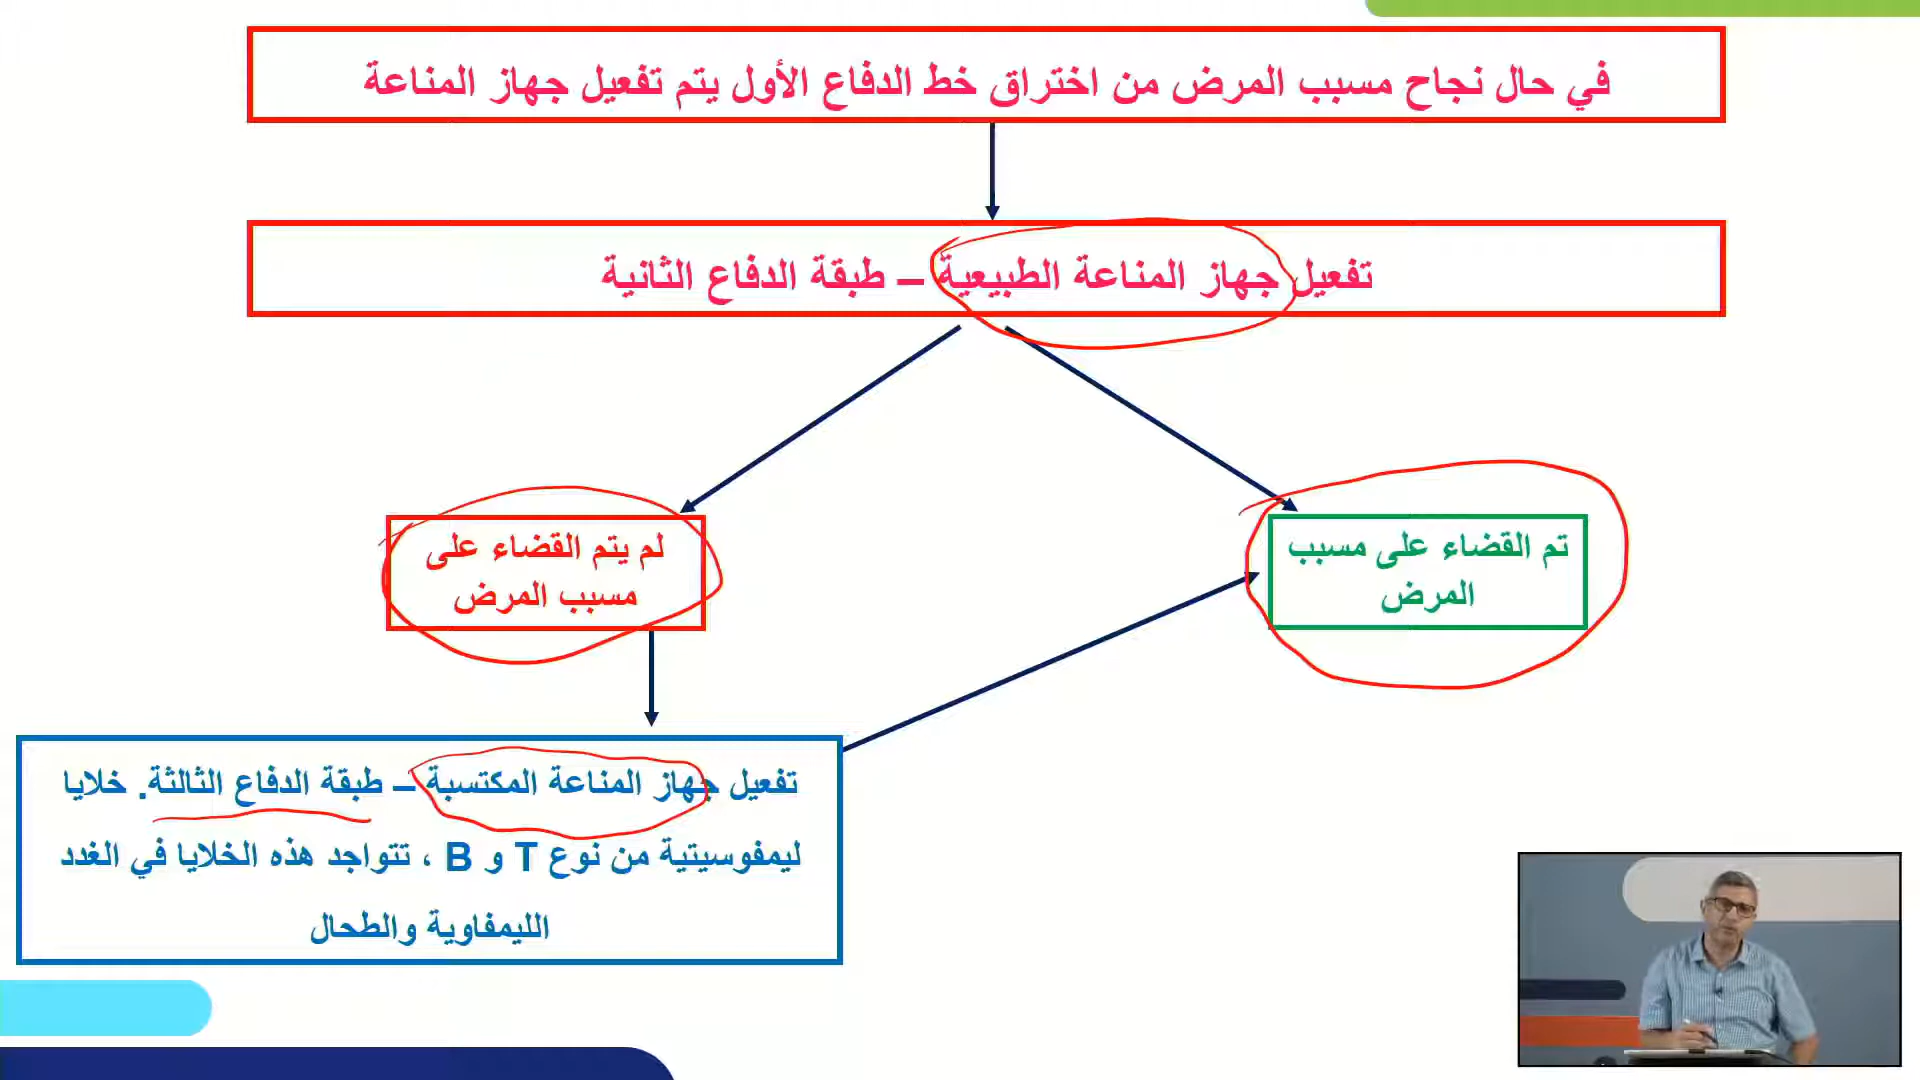 في حال نجاح مسبب المرض من اختراق خط الدفاع الأول يتم تفعيل جهاز المناعة
تفعيل جهاز المناعة الطبيعية – طبقة الدفاع الثانية
تم القضاء على مسبب
المرض
لم يتم القضاء على
مسبب المرض
تفعيل جهاز المناعة المكتسبة – طبقة الدفاع الثالثة. خلايا
ليمفوسيتية من نوع T و B ، تتواجد هذه الخلايا في الغدد
الليمفاوية والطحال